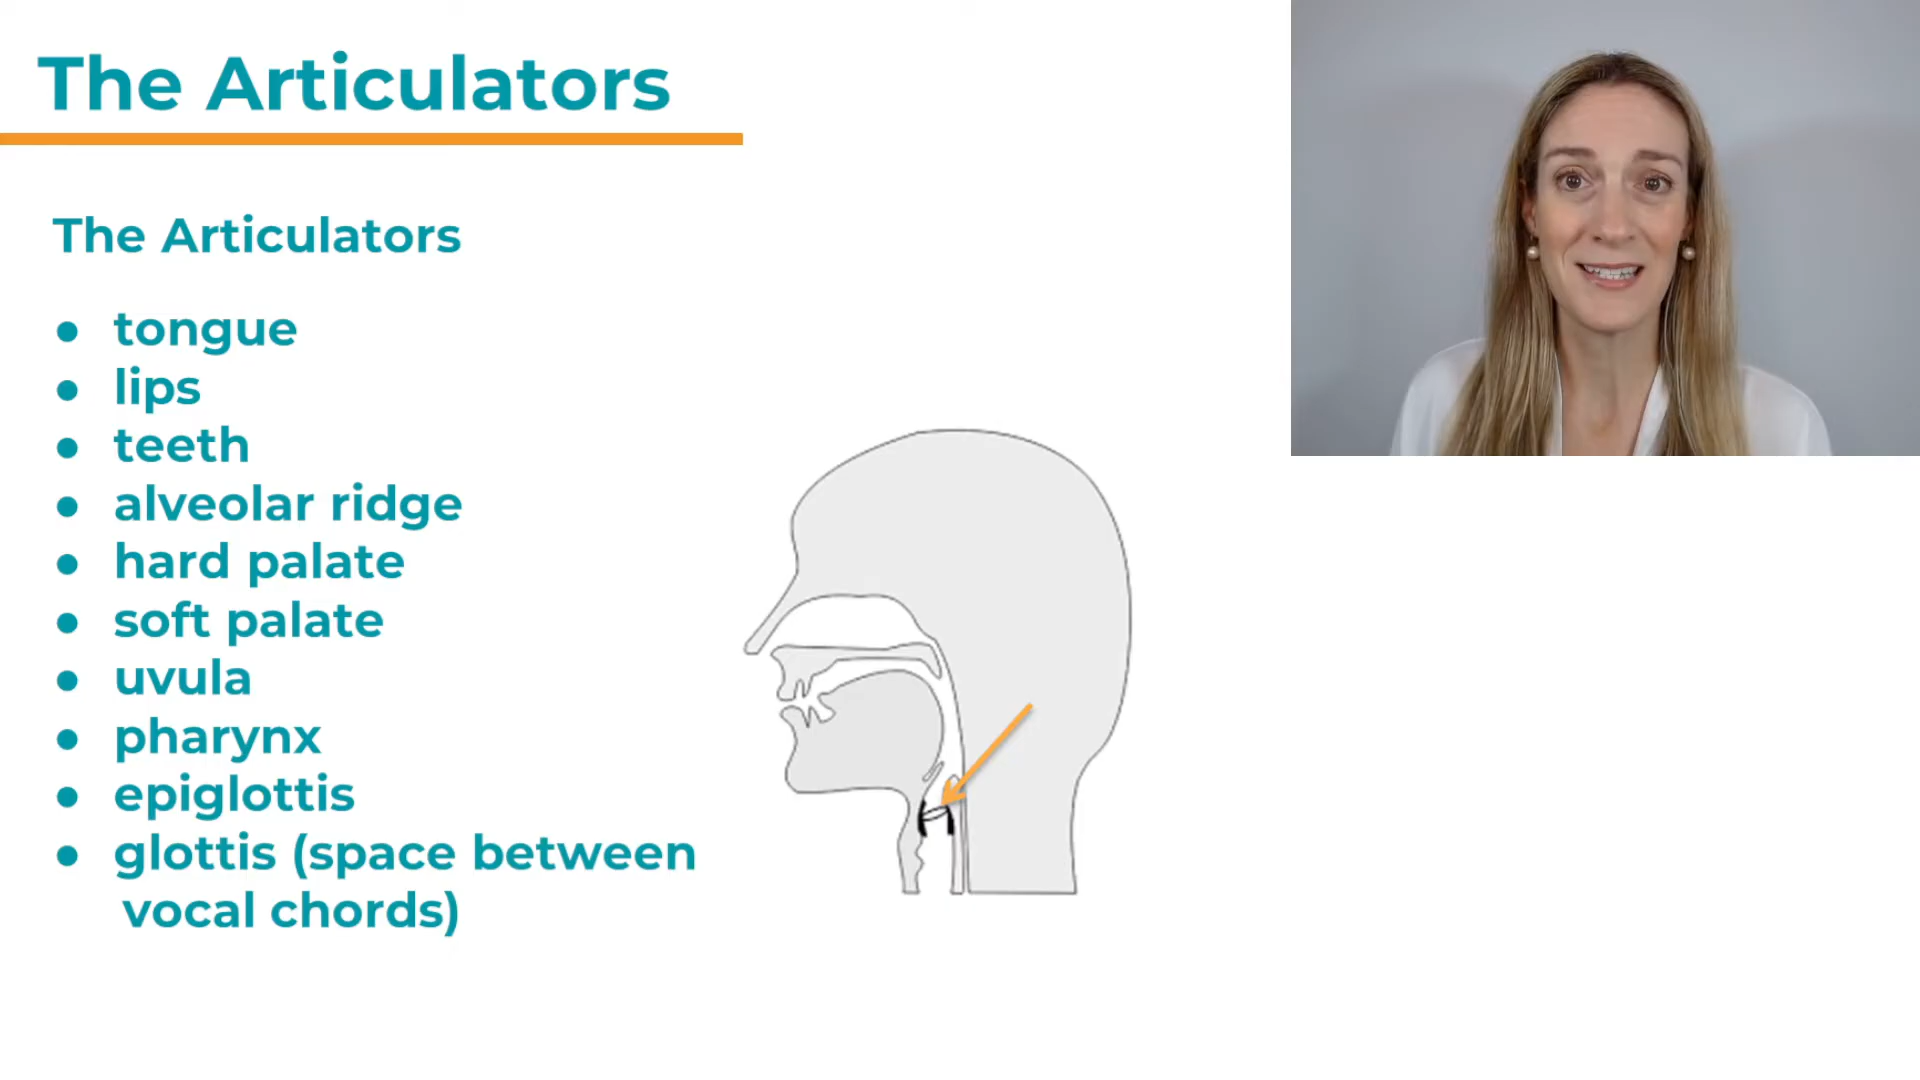 The Articulators
The Articulators
● tongue
● lips
● teeth
● alveolar ridge
● hard palate
● soft palate
● uvula
● pharynx
● epiglottis
● glottis (space between
vocal chords)